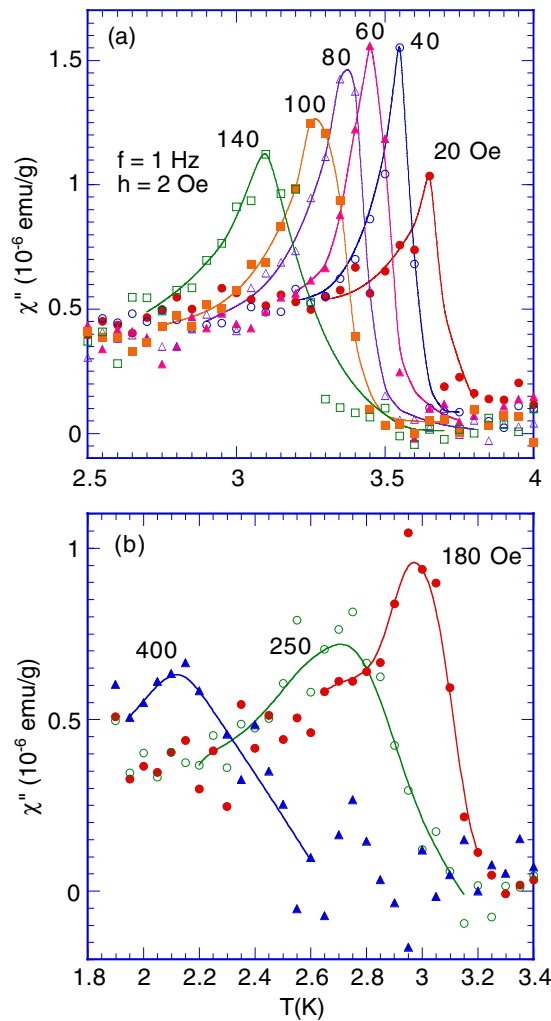 (a)
60
40
80
100
140
20 Oe
f = 1 Hz
h = 2 Oe
χ'' (10⁻⁶ emu/g)
1.5
1
0.5
0
2.5 3 3.5 4
(b)
180 Oe
250
400
χ'' (10⁻⁶ emu/g)
1
0.5
0
1.8 2 2.2 2.4 2.6 2.8 3 3.2 3.4
T(K)